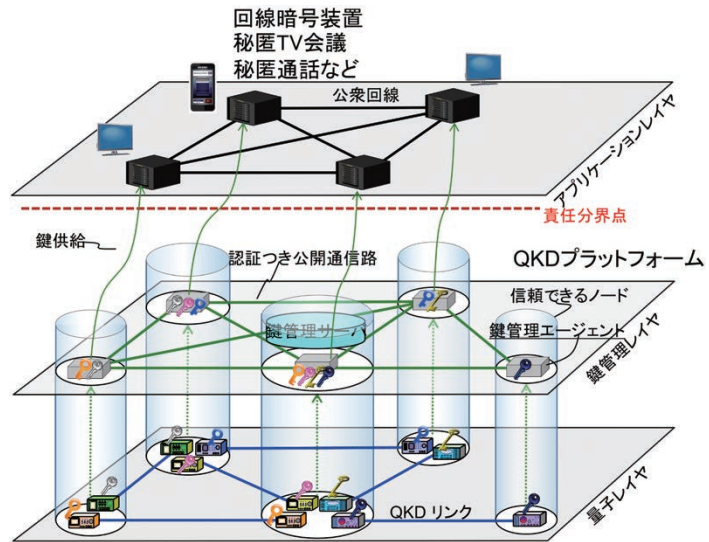 回線暗号装置
秘匿TV会議
秘匿通話など
公衆回線
アプリケーションレイヤ
責任分界点
鍵供給
認証つき公開通信路
QKDプラットフォーム
信頼できるノード
鍵管理サーバ
鍵管理エージェント
鍵管理レイヤ
QKDリンク
量子レイヤ